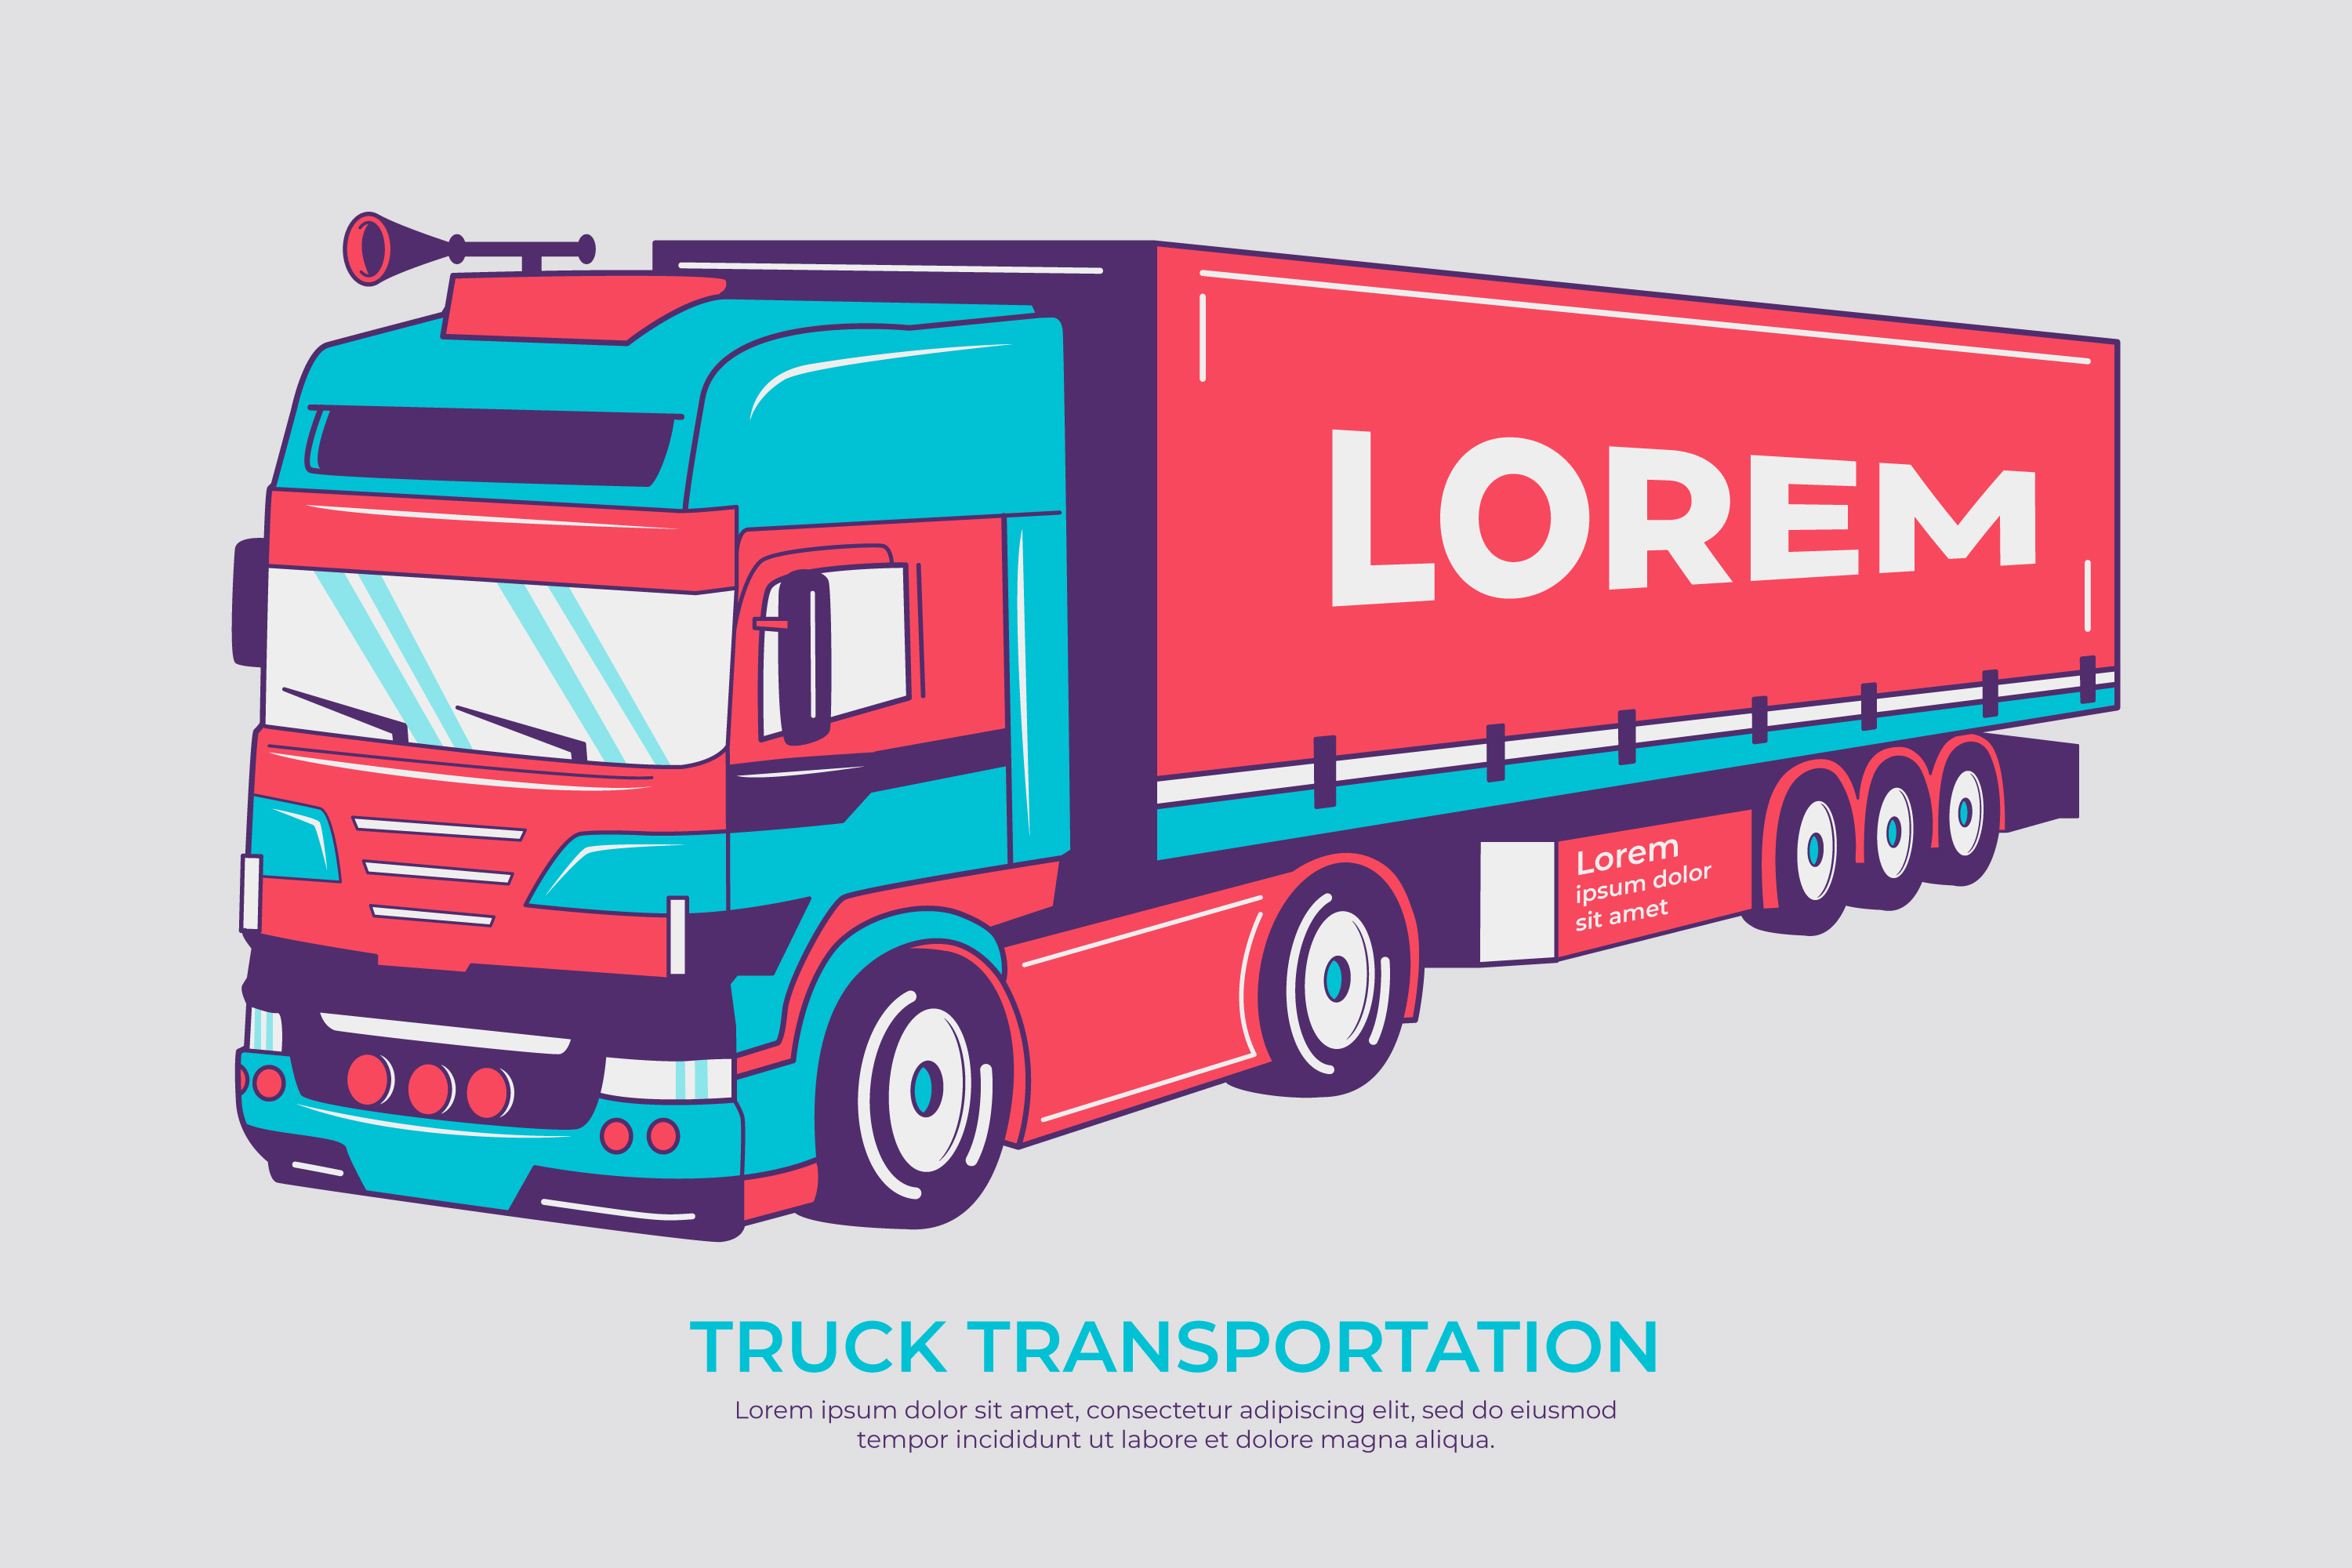 LOREM
Lorem
ipsum dolor
sit amet
TRUCK TRANSPORTATION
Lorem ipsum dolor sit amet, consectetur adipiscing elit, sed do eiusmod
tempor incididunt ut labore et dolore magna aliqua.